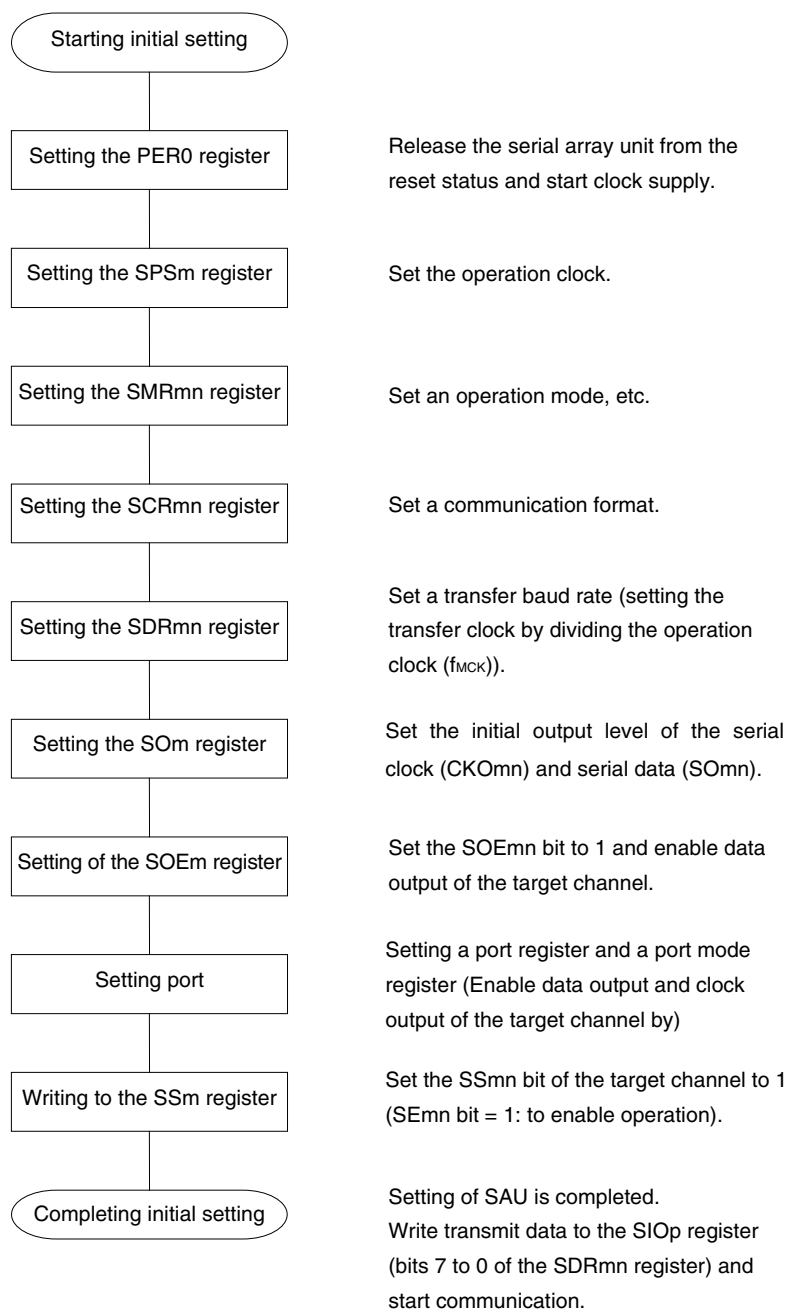 Starting initial setting
Setting the PER0 register
Release the serial array unit from the
reset status and start clock supply.
Setting the SPSm register
Set the operation clock.
Setting the SMRmn register
Set an operation mode, etc.
Setting the SCRmn register
Set a communication format.
Setting the SDRmn register
Set a transfer baud rate (setting the
transfer clock by dividing the operation
clock (fMCK)).
Setting the SOm register
Set the initial output level of the serial
clock (CKOmn) and serial data (SOmn).
Setting of the SOEm register
Set the SOEmn bit to 1 and enable data
output of the target channel.
Setting port
Setting a port register and a port mode
register (Enable data output and clock
output of the target channel by)
Writing to the SSm register
Set the SSmn bit of the target channel to 1
(SEmn bit = 1: to enable operation).
Completing initial setting
Setting of SAU is completed.
Write transmit data to the SIOp register
(bits 7 to 0 of the SDRmn register) and
start communication.